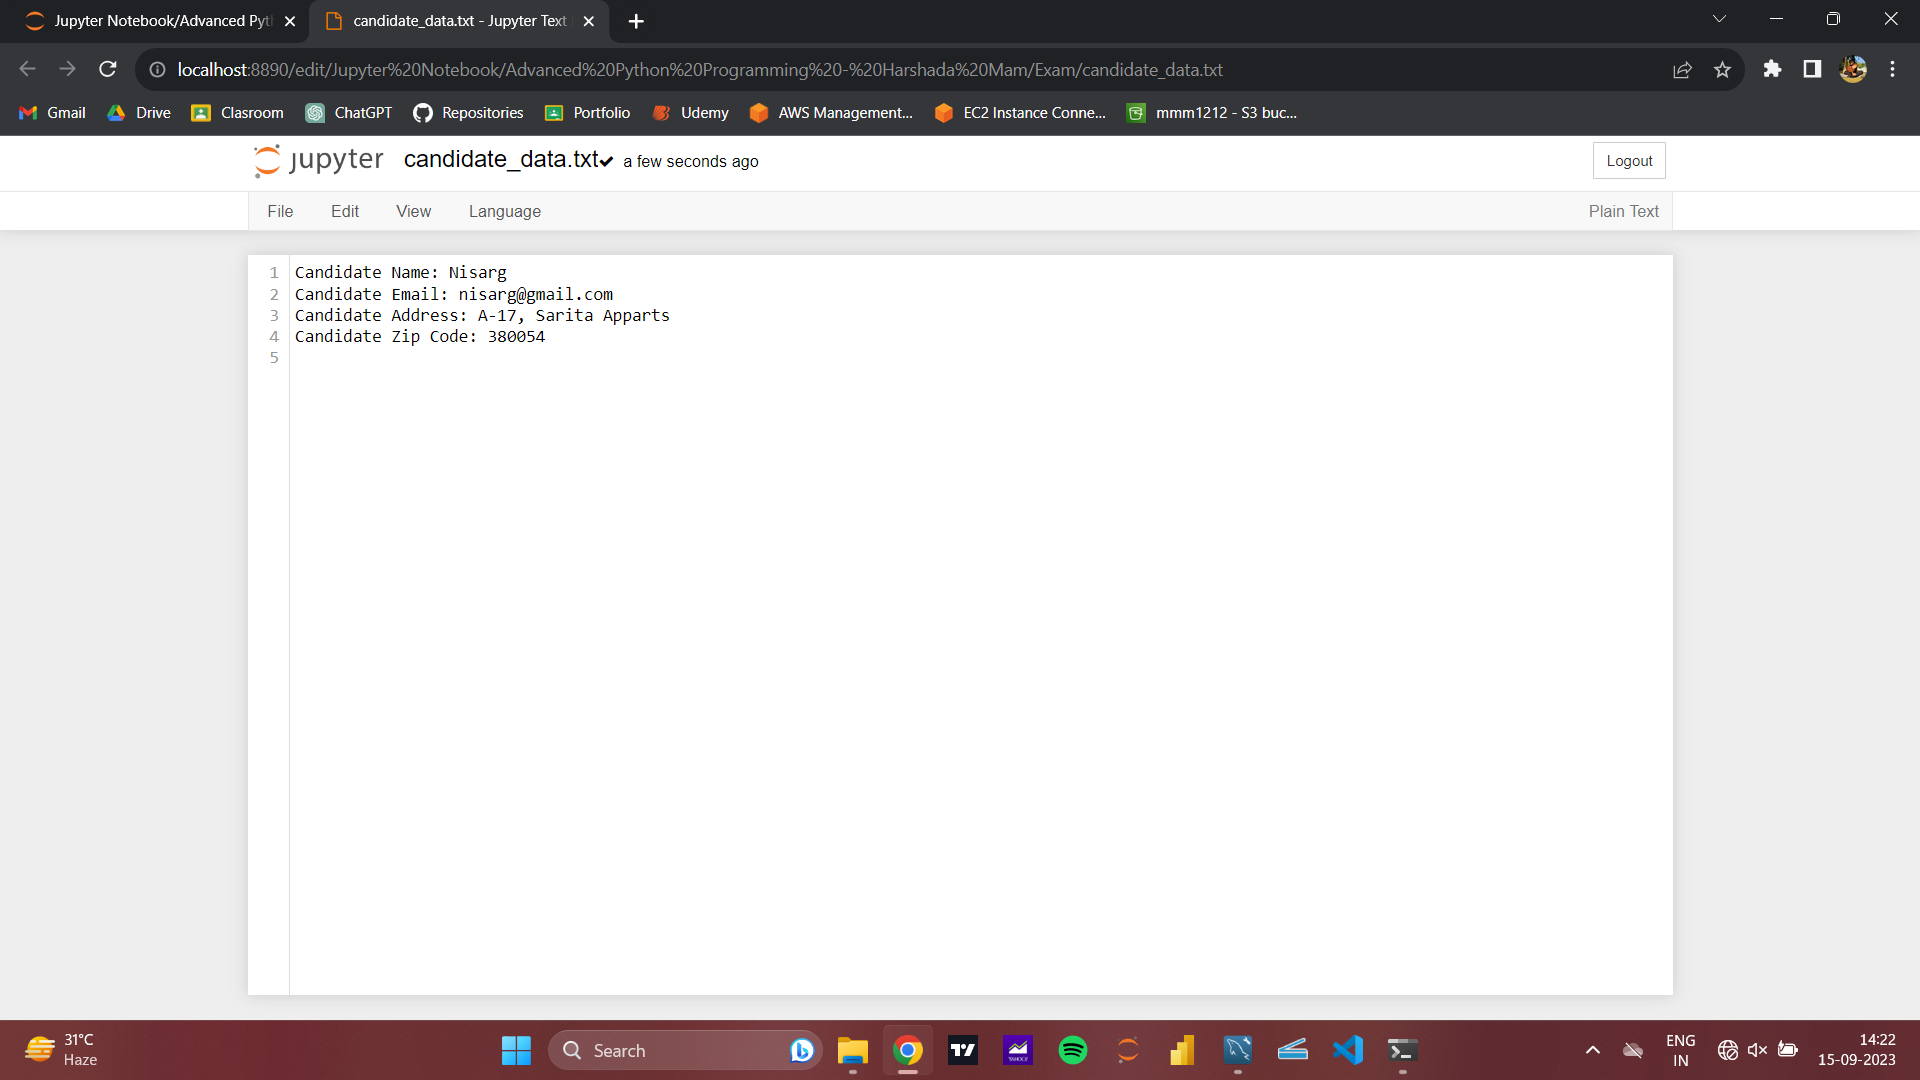 Jupyter Notebook/Advanced Pyt
candidate_data.txt - Jupyter Text
localhost:8890/edit/Jupyter%20Notebook/Advanced%20Python%20Programming%20-%20Harshada%20Mam/Exam/candidate_data.txt
Gmail Drive Clasroom ChatGPT Repositories Portfolio Udemy AWS Management... EC2 Instance Conne... mmm1212 - S3 buc...
jupyter candidate_data.txt a few seconds ago Logout
File Edit View Language Plain Text
1 Candidate Name: Nisarg
2 Candidate Email: nisarg@gmail.com
3 Candidate Address: A-17, Sarita Apparts
4 Candidate Zip Code: 380054
5
31°C
Haze
Search
ENG
IN
14:22
15-09-2023